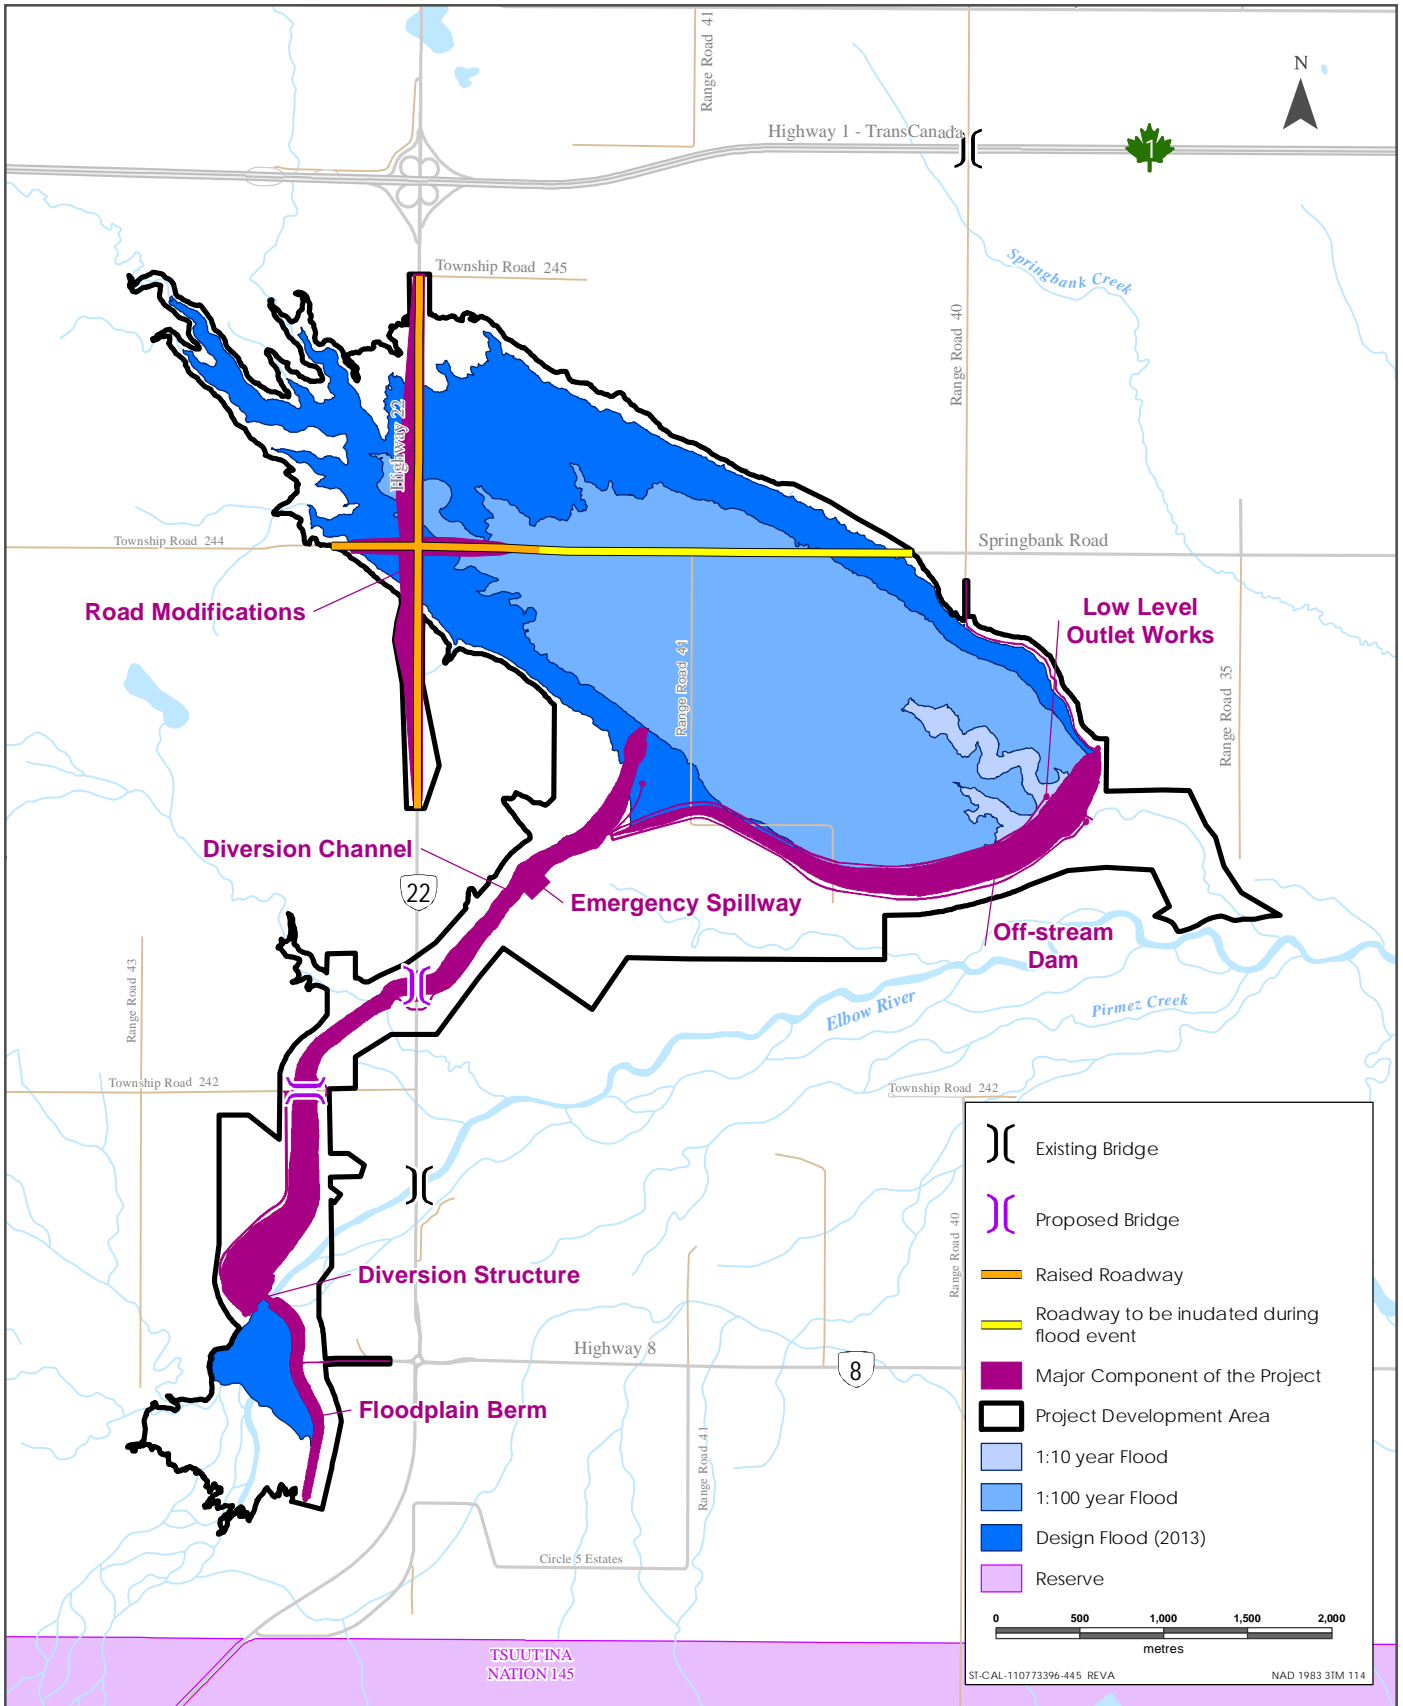 Range Road 41
N
Highway 1 - TransCanada
1
Springbank Creek
Township Road 245
Range Road 40
Highway 22
Township Road 244
Springbank Road
Road Modifications
Low Level
Outlet Works
Range Road 41
Range Road 35
Diversion Channel
22
Emergency Spillway
Off-stream
Dam
Range Road 43
Elbow River
Pirmez Creek
Township Road 242
Township Road 242
Range Road 40
Diversion Structure
Highway 8
8
Floodplain Berm
Range Road 41
Circle 5 Estates
TSUUT'INA
NATION 145
Existing Bridge
Proposed Bridge
Raised Roadway
Roadway to be inudated during
flood event
Major Component of the Project
Project Development Area
1:10 year Flood
1:100 year Flood
Design Flood (2013)
Reserve
0 500 1,000 1,500 2,000
metres
ST-CAL-110773396-445 REVA NAD 1983 3TM 114